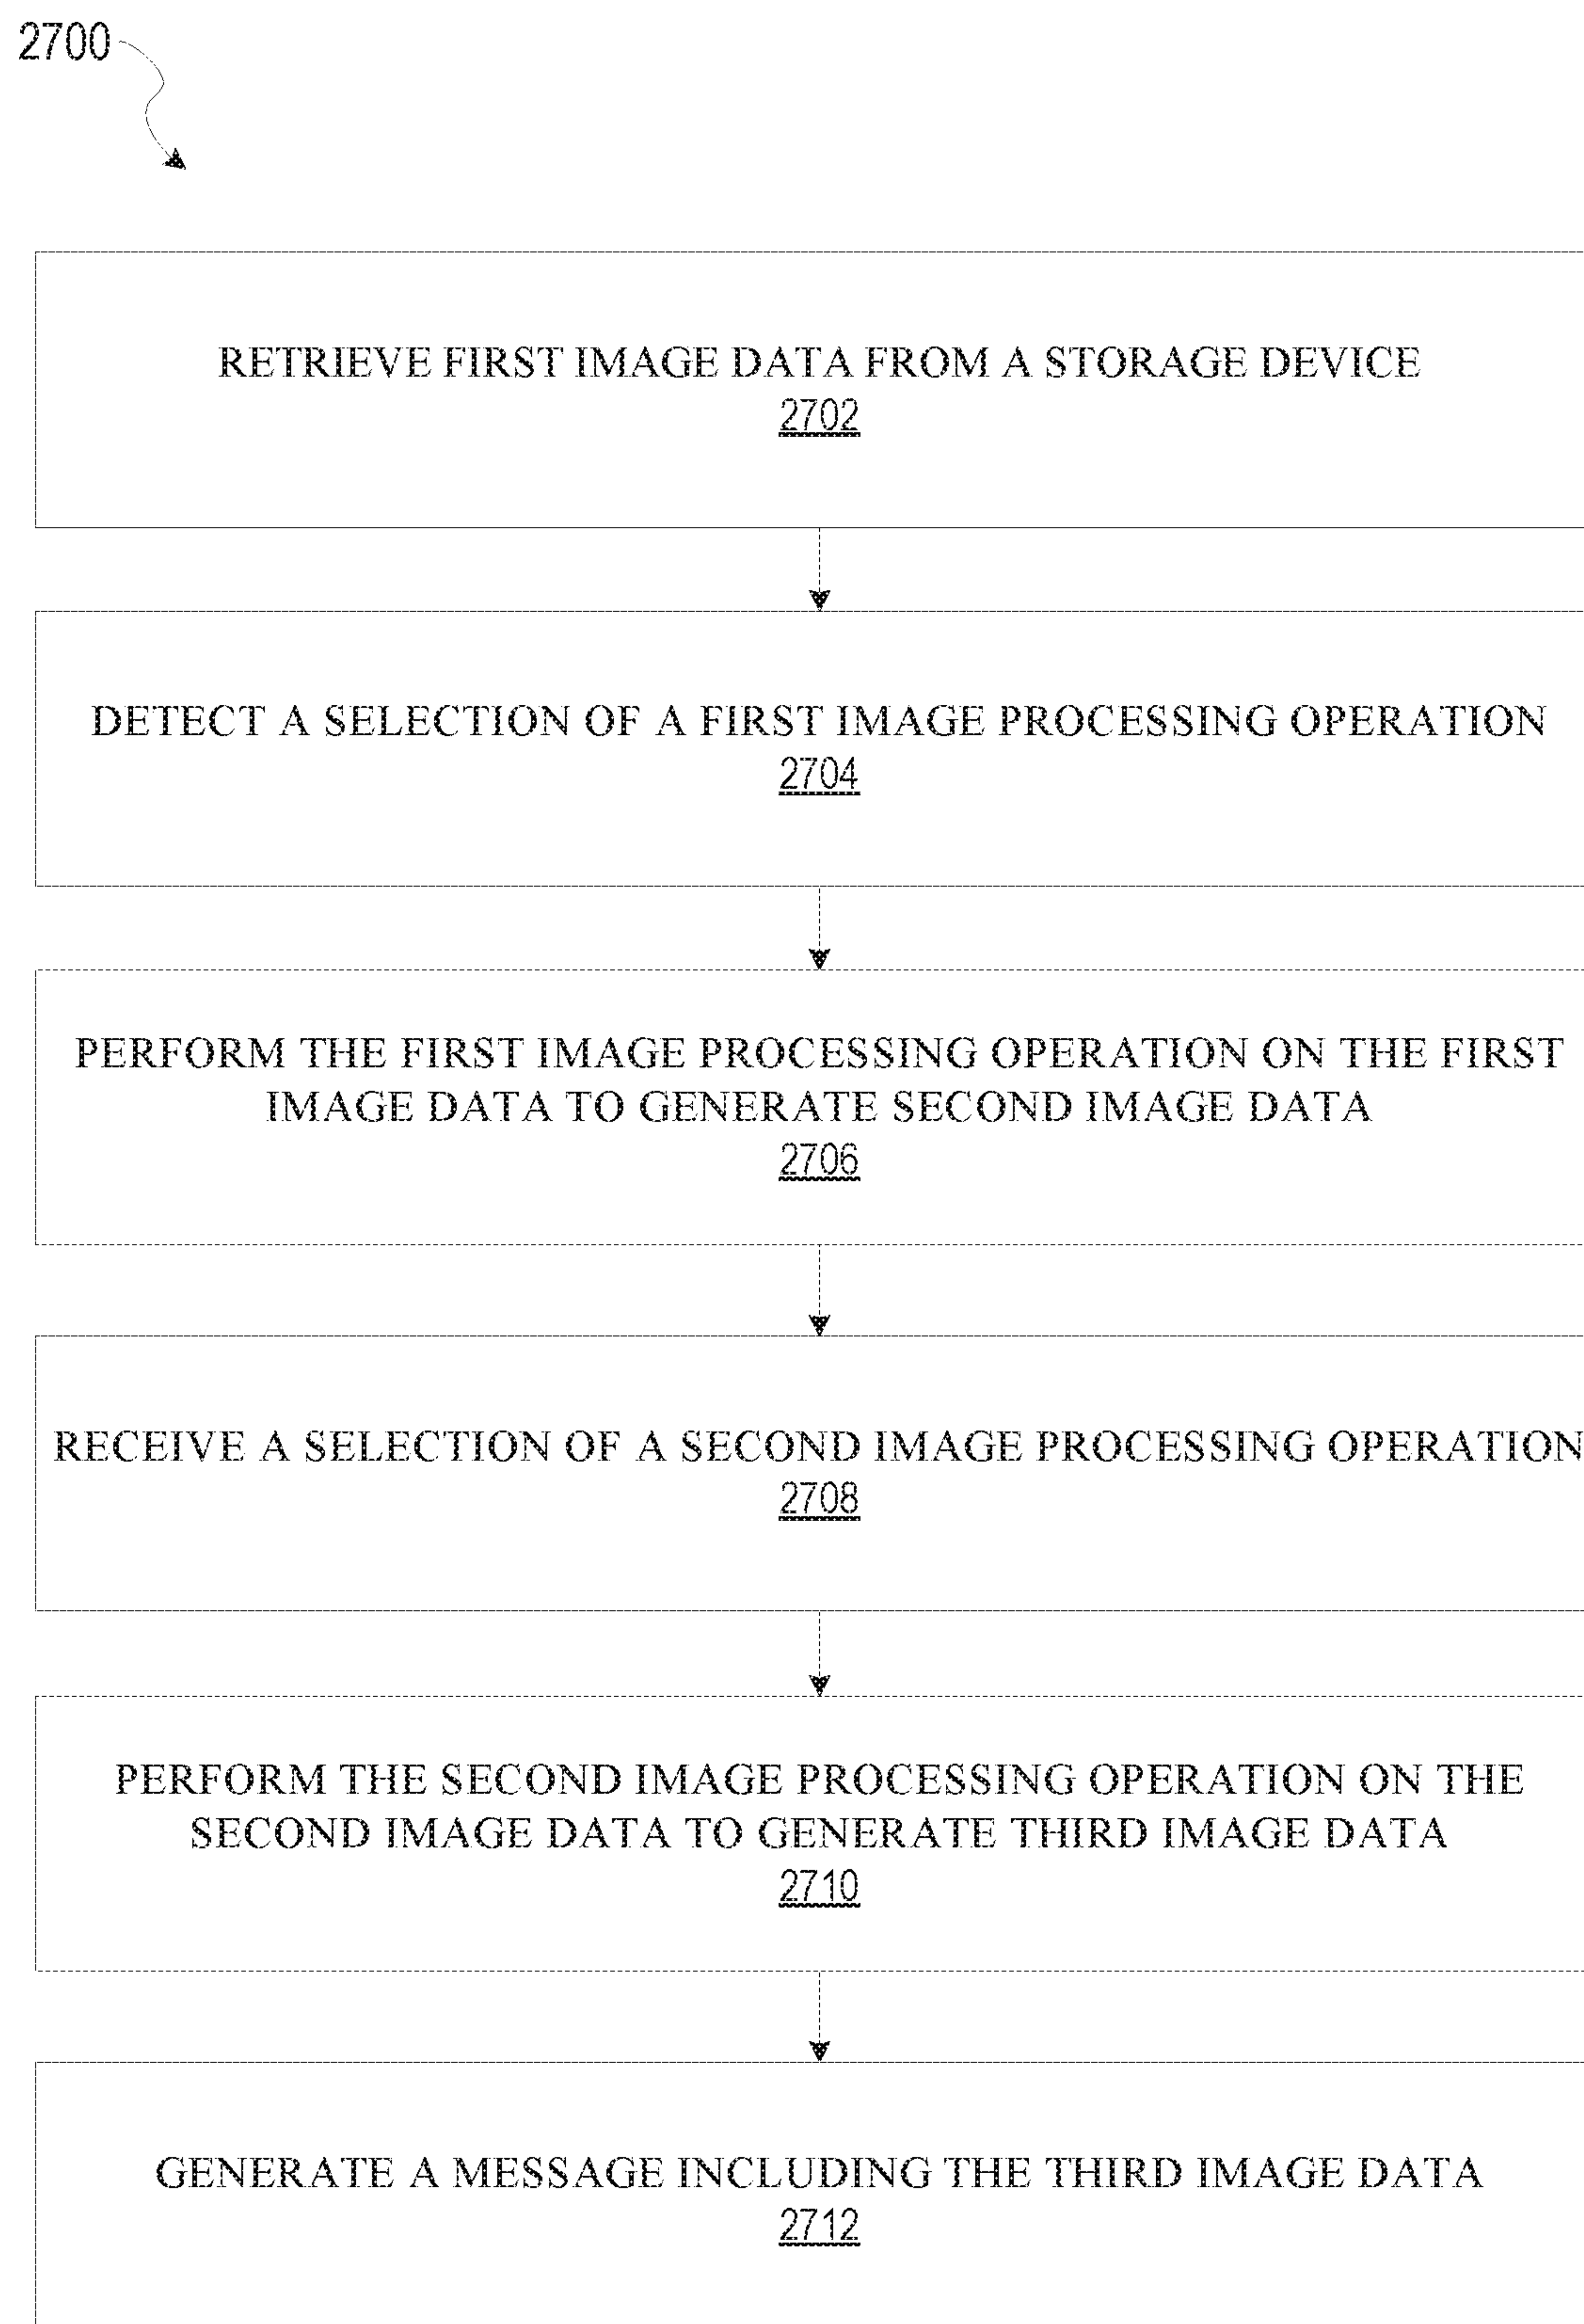 2700
RETRIEVE FIRST IMAGE DATA FROM A STORAGE DEVICE
2702
DETECT A SELECTION OF A FIRST IMAGE PROCESSING OPERATION
2704
PERFORM THE FIRST IMAGE PROCESSING OPERATION ON THE FIRST
IMAGE DATA TO GENERATE SECOND IMAGE DATA
2706
RECEIVE A SELECTION OF A SECOND IMAGE PROCESSING OPERATION
2708
PERFORM THE SECOND IMAGE PROCESSING OPERATION ON THE
SECOND IMAGE DATA TO GENERATE THIRD IMAGE DATA
2710
GENERATE A MESSAGE INCLUDING THE THIRD IMAGE DATA
2712